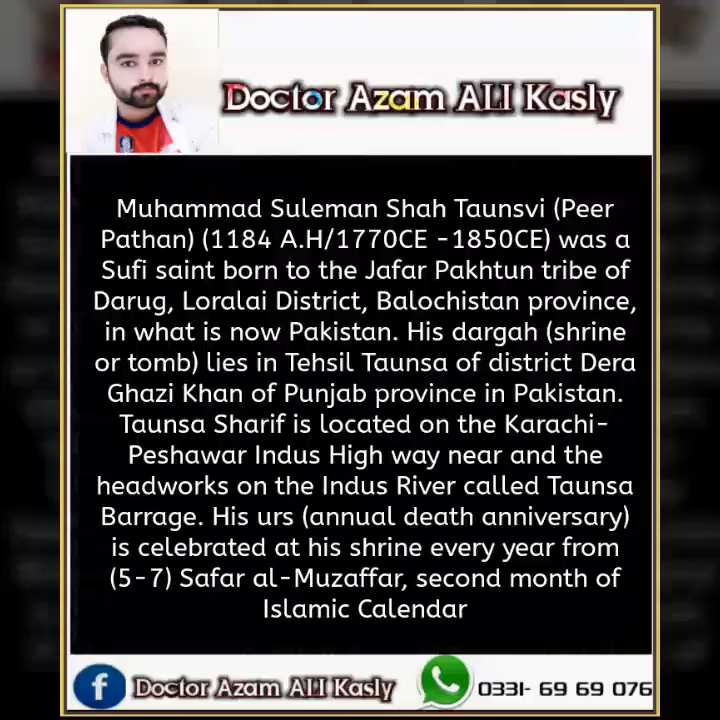 Doctor Azam ALI Kasly
Muhammad Suleman Shah Taunsvi (Peer
Pathan) (1184 A.H/1770CE -1850CE) was a
Sufi saint born to the Jafar Pakhtun tribe of
Darug, Loralai District, Balochistan province,
in what is now Pakistan. His dargah (shrine
or tomb) lies in Tehsil Taunsa of district Dera
Ghazi Khan of Punjab province in Pakistan.
Taunsa Sharif is located on the Karachi-
Peshawar Indus High way near and the
headworks on the Indus River called Taunsa
Barrage. His urs (annual death anniversary)
is celebrated at his shrine every year from
(5-7) Safar al-Muzaffar, second month of
Islamic Calendar
f Doctor Azam ALI Kasly 0331- 69 69 076